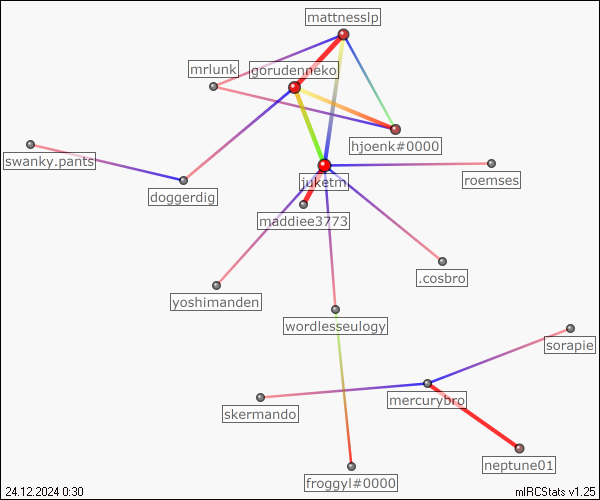 mattnesslp
mrlunk
gorudenneko
hjoenk#0000
swanky.pants
roemses
juketm
doggerdig
maddiee3773
.cosbro
yoshimanden
wordlesseulogy
sorapie
mercurybro
skermando
neptune01
froggyl#0000
24.12.2024 0:30
mIRCStats v1.25